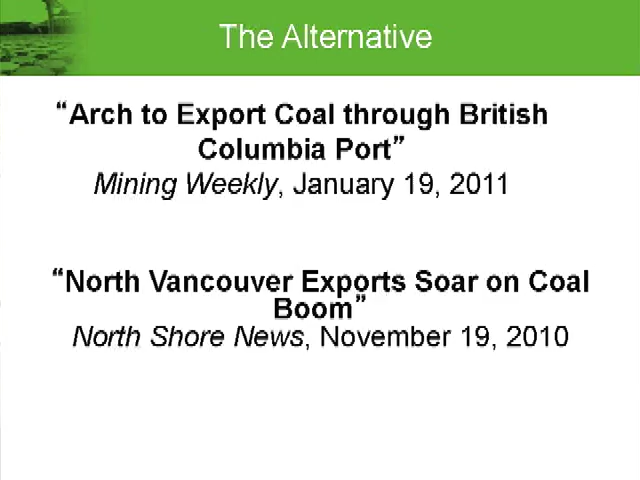 The Alternative
“Arch to Export Coal through British
Columbia Port”
Mining Weekly, January 19, 2011
“North Vancouver Exports Soar on Coal
Boom”
North Shore News, November 19, 2010